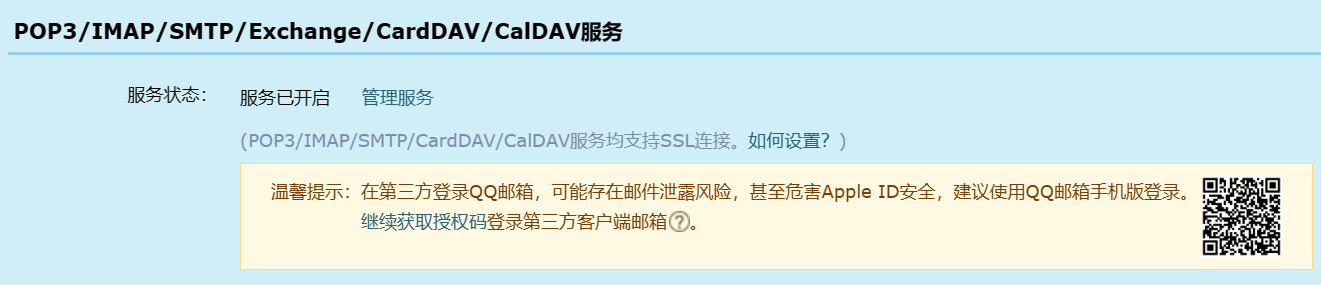 POP3/IMAP/SMTP/Exchange/CardDAV/CalDAV服务
服务状态： 服务已开启 管理服务
(POP3/IMAP/SMTP/CardDAV/CalDAV服务均支持SSL连接。如何设置？)
温馨提示：在第三方登录QQ邮箱，可能存在邮件泄露风险，甚至危害Apple ID安全，建议使用QQ邮箱手机版登录。
继续获取授权码登录第三方客户端邮箱?。